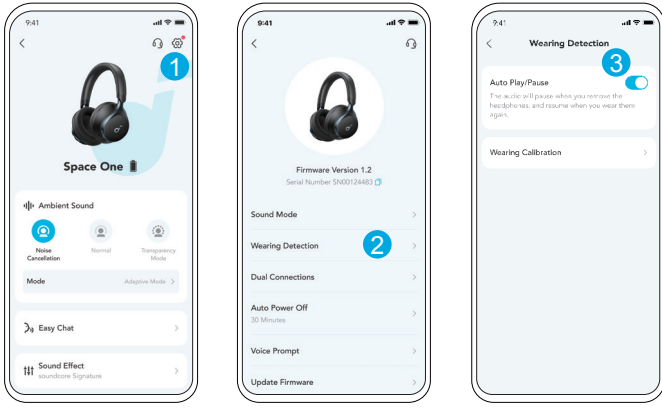 9:41
1
Space One
Ambient Sound
Noise
Cancellation
Normal
Transparency
Mode
Mode
Adaptive Mode
Easy Chat
Sound Effect
soundcore Signature
9:41
Firmware Version 1.2
Serial Number SN00124483
Sound Mode
Wearing Detection
2
Dual Connections
Auto Power Off
30 Minutes
Voice Prompt
Update Firmware
9:41
Wearing Detection
3
Auto Play/Pause
The audio will pause when you remove the
headphones, and resume when you wear them
again.
Wearing Calibration